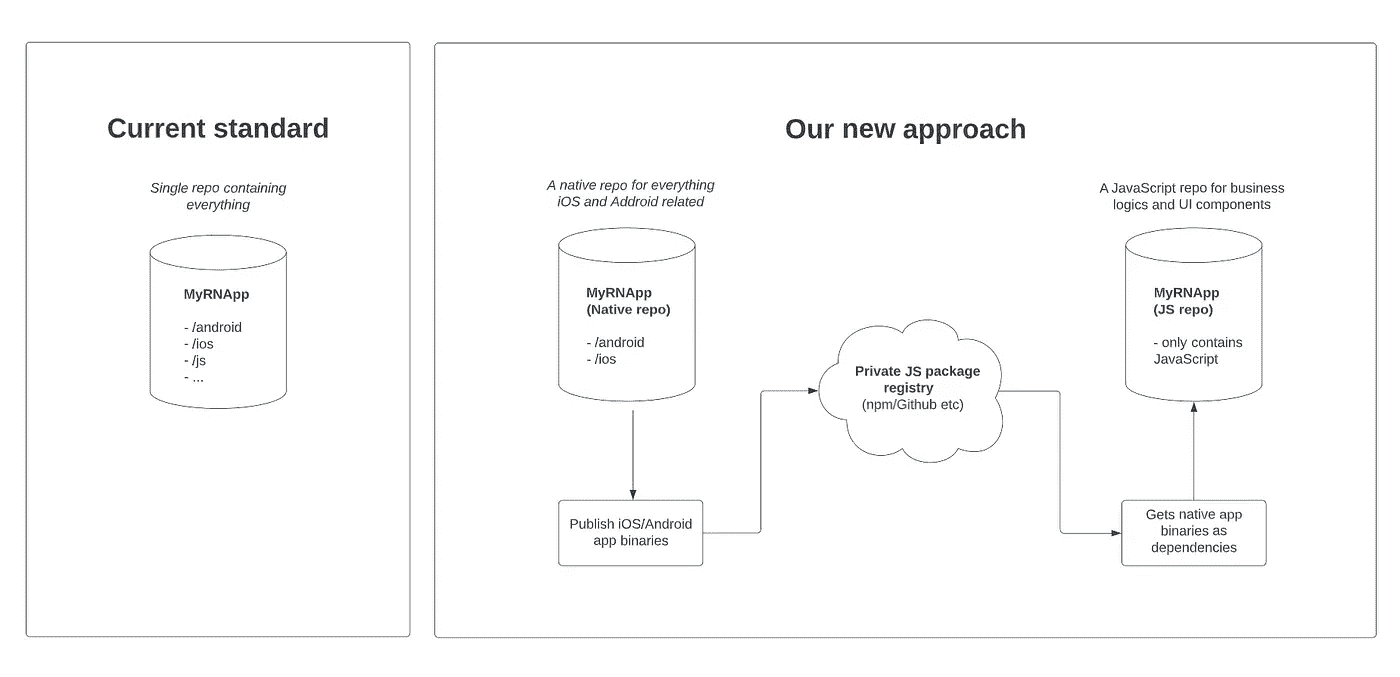 Current standard
Single repo containing
everything
MyRNApp
- /android
- /ios
- /js
- ...
Our new approach
A native repo for everything
iOS and Addroid related
MyRNApp
(Native repo)
- /android
- /ios
Publish iOS/Android
app binaries
Private JS package
registry
(npm/Github etc)
A JavaScript repo for business
logics and UI components
MyRNApp
(JS repo)
- only contains
JavaScript
Gets native app
binaries as
dependencies